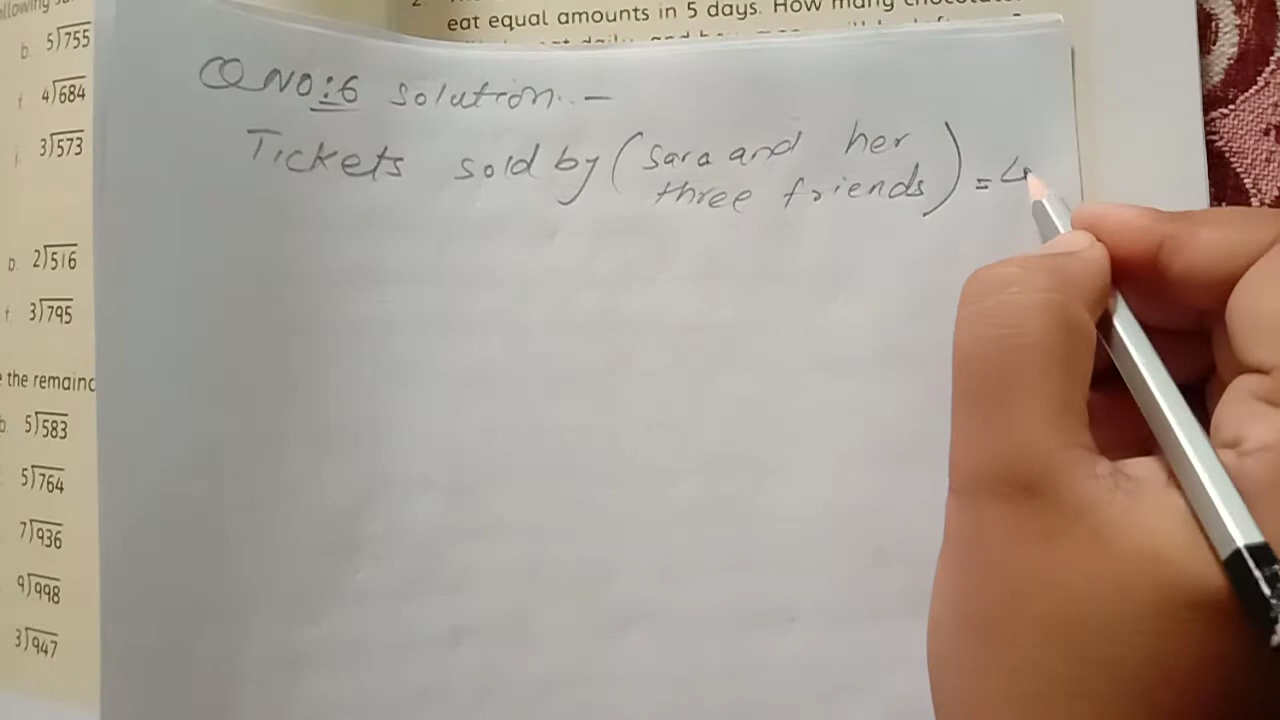 eat equal amounts in 5 days. How many
b. 5)755
f. 4)684
j. 3)573
b. 2)516
f. 3)795
the remaind
b. 5)583
5)764
7)936
9)998
3)947
Q NO:6 Solution.-
Tickets sold by (Sara and her
three friends) = 4